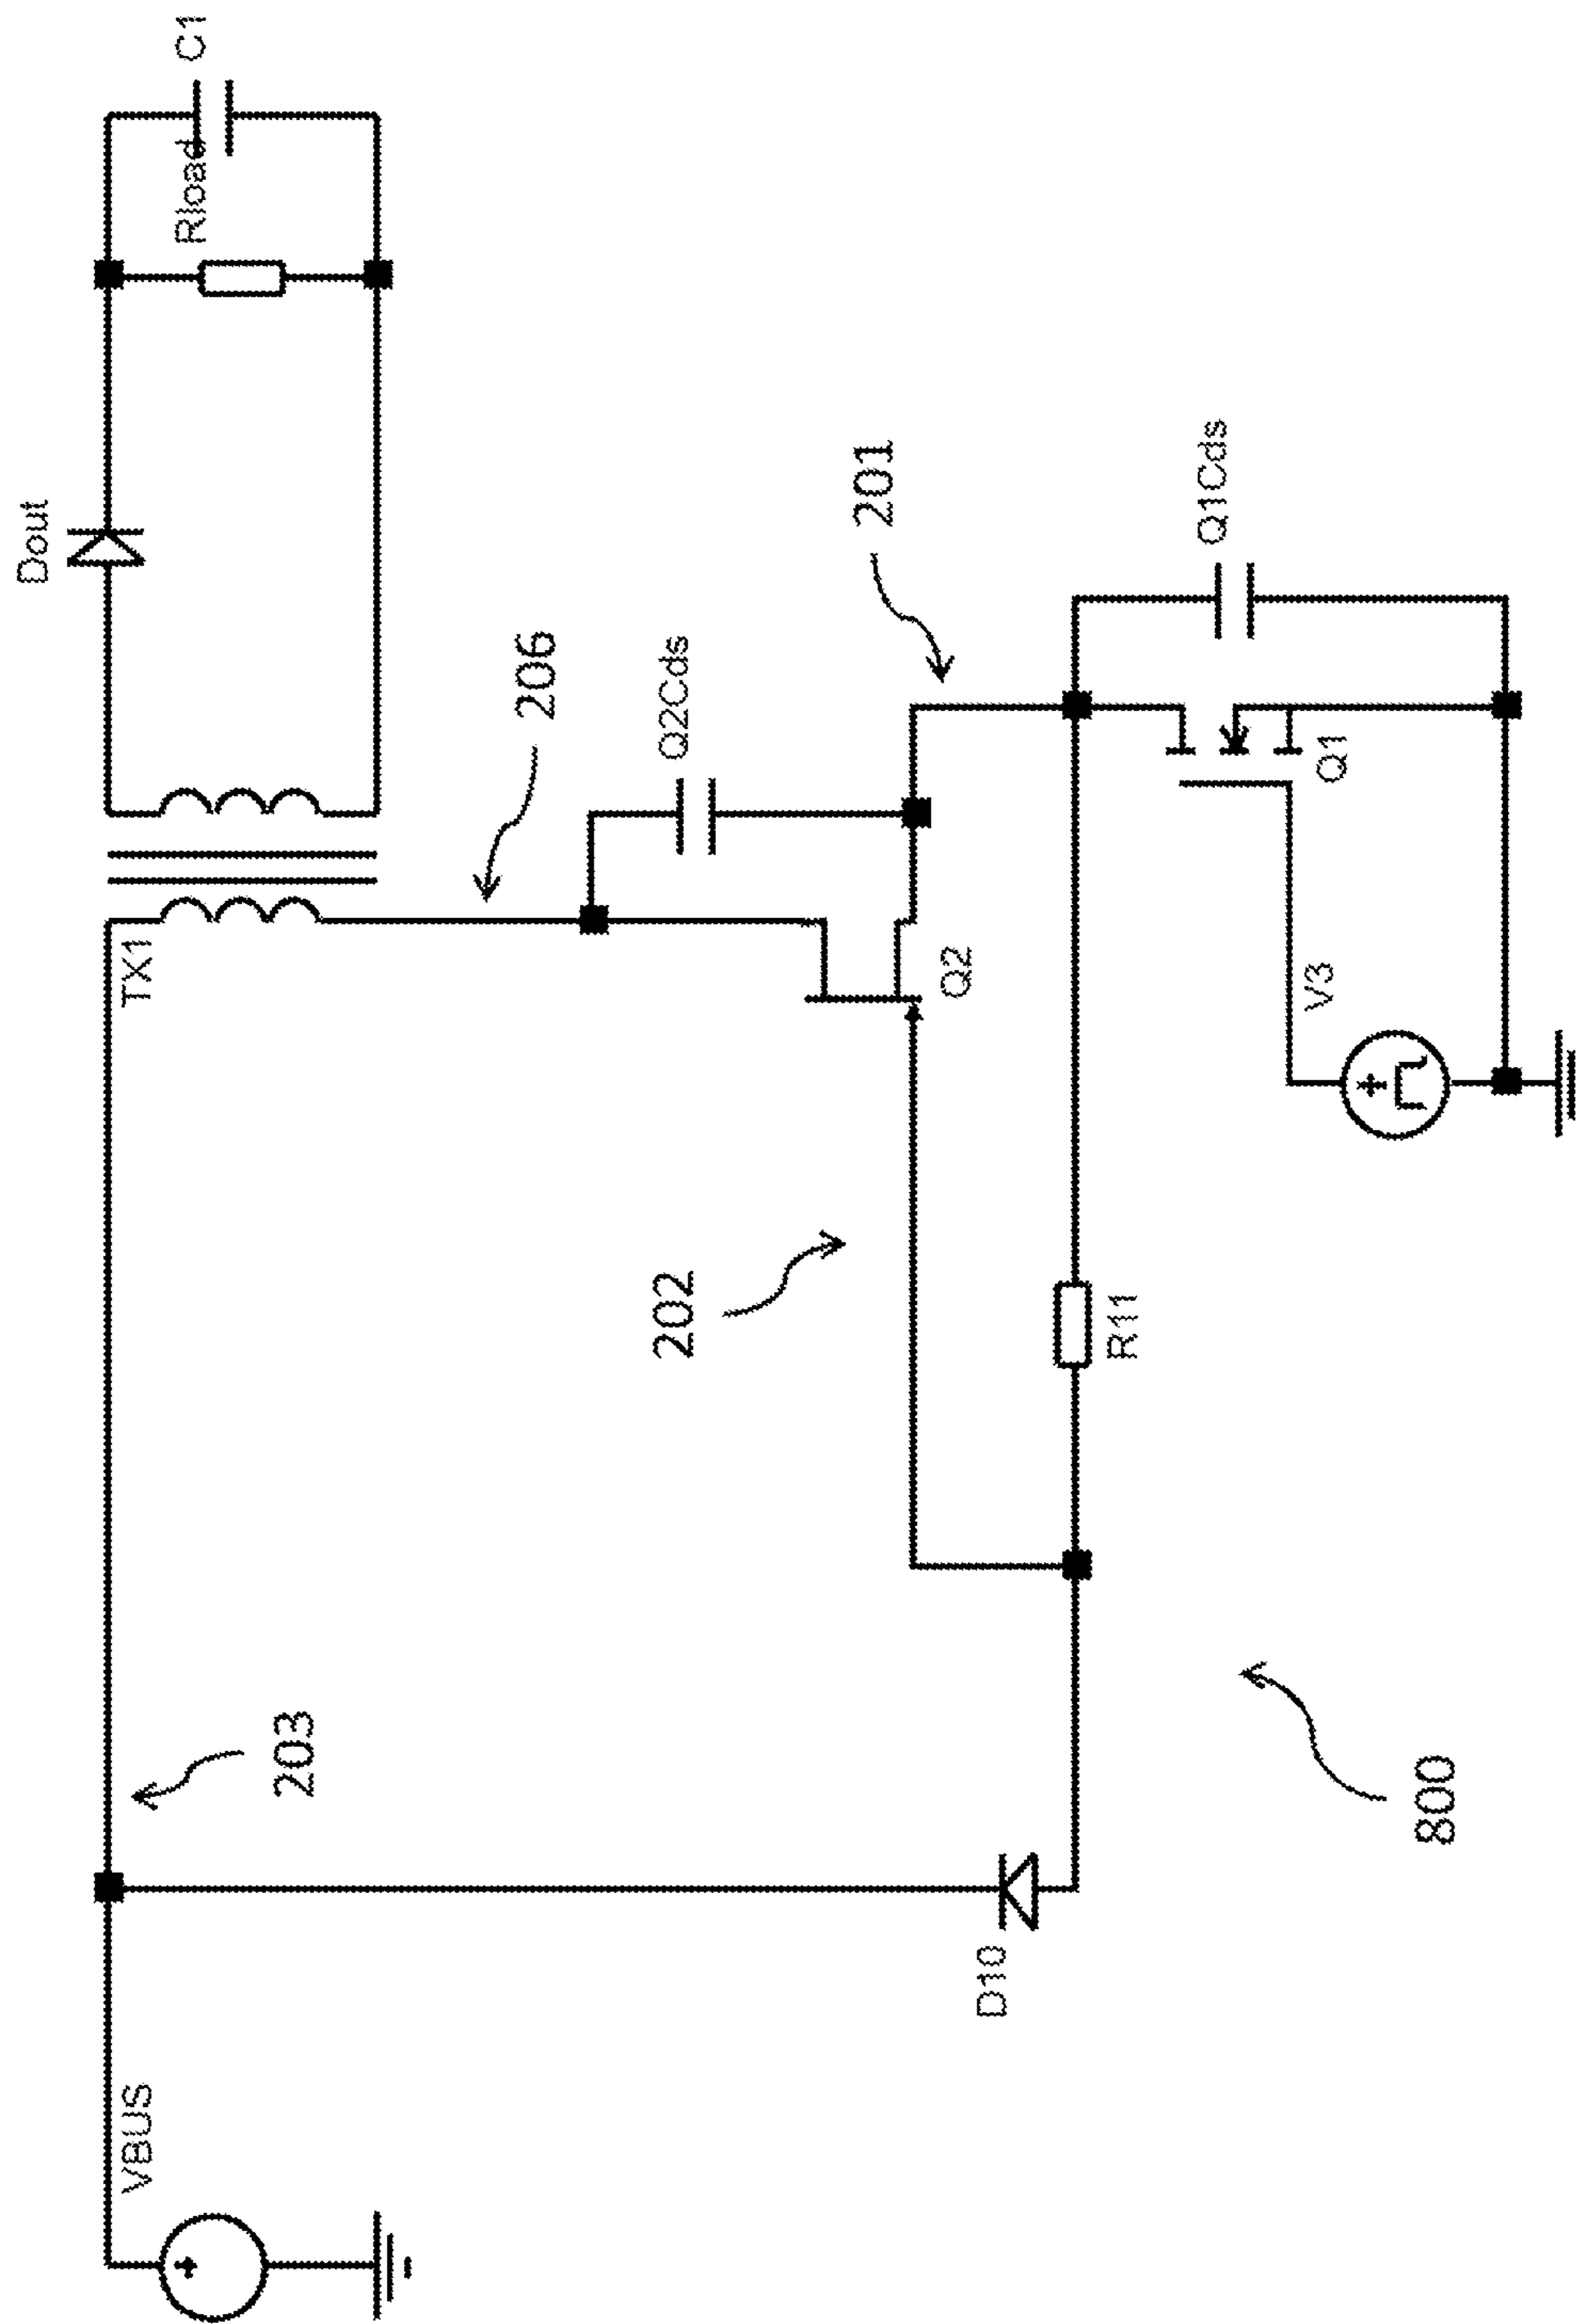 VBUS
203
D10
TX1
Dout
Rload
C1
206
Q2Cds
202
Q2
201
R11
Q1Cds
Q1
V3
800